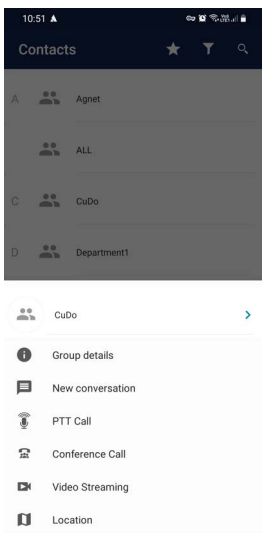 10:51
Contacts
A Agnet
ALL
C CuDo
D Department1
CuDo
Group details
New conversation
PTT Call
Conference Call
Video Streaming
Location